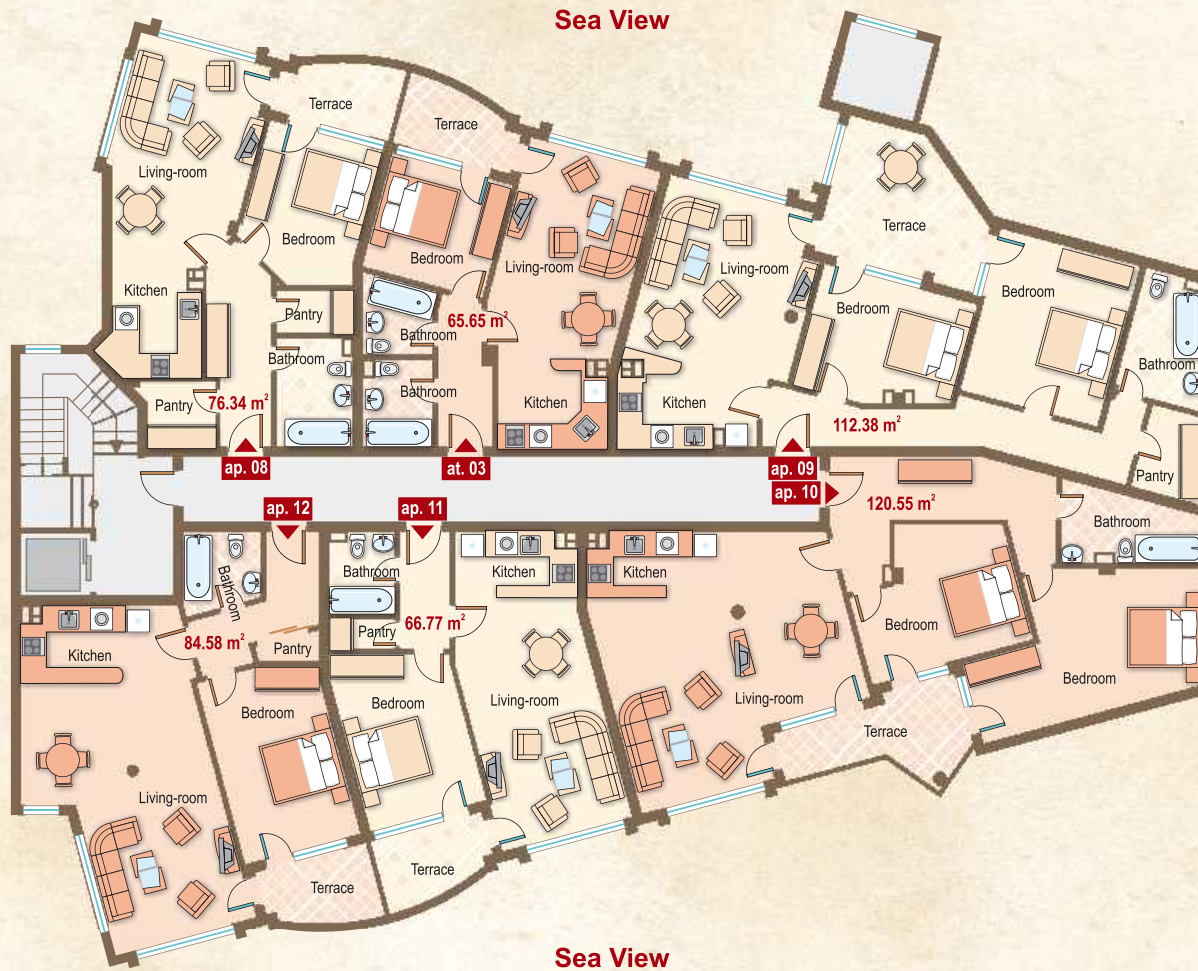 Sea View
Terrace
Terrace
Living-room
Terrace
Bedroom
Bedroom
Living-room
Living-room
Bedroom
Kitchen
Pantry
65.65 m²
Bedroom
Bathroom
Bathroom
Bathroom
Bathroom
Pantry
76.34 m²
Kitchen
Kitchen
112.38 m²
ap. 08
at. 03
ap. 09
Pantry
ap. 10
ap. 12
ap. 11
120.55 m²
Bathroom
Bathroom
Bathroom
Kitchen
Kitchen
84.58 m²
Pantry
Pantry
66.77 m²
Bedroom
Kitchen
Bedroom
Bedroom
Bedroom
Living-room
Living-room
Terrace
Living-room
Terrace
Terrace
Sea View